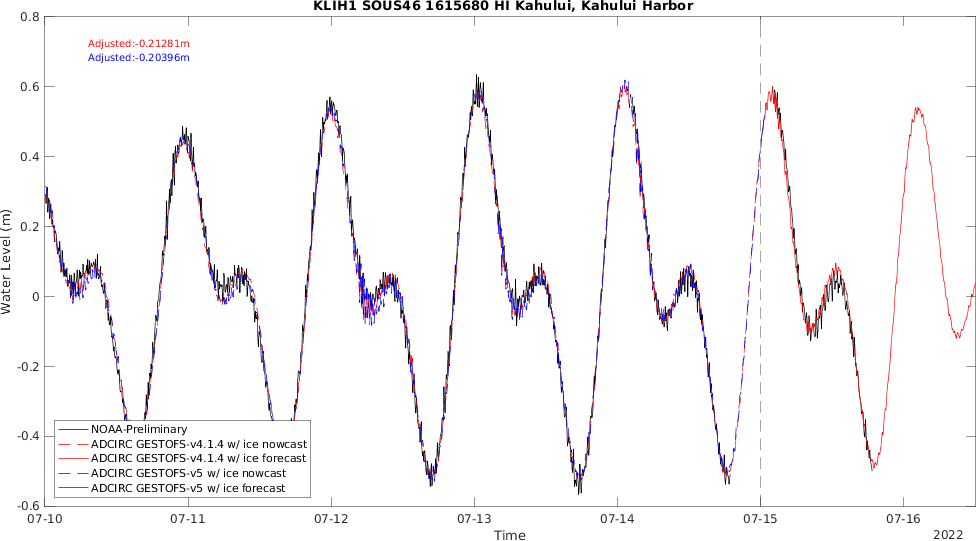 KLIH1 SOUS46 1615680 HI Kahului, Kahului Harbor
0.8
Adjusted:-0.21281m
Adjusted:-0.20396m
0.6
0.4
0.2
0
-0.2
-0.4
-0.6
Water Level (m)
NOAA-Preliminary
ADCIRC GESTOFS-v4.1.4 w/ ice nowcast
ADCIRC GESTOFS-v4.1.4 w/ ice forecast
ADCIRC GESTOFS-v5 w/ ice nowcast
ADCIRC GESTOFS-v5 w/ ice forecast
07-10 07-11 07-12 07-13 07-14 07-15 07-16
Time
2022